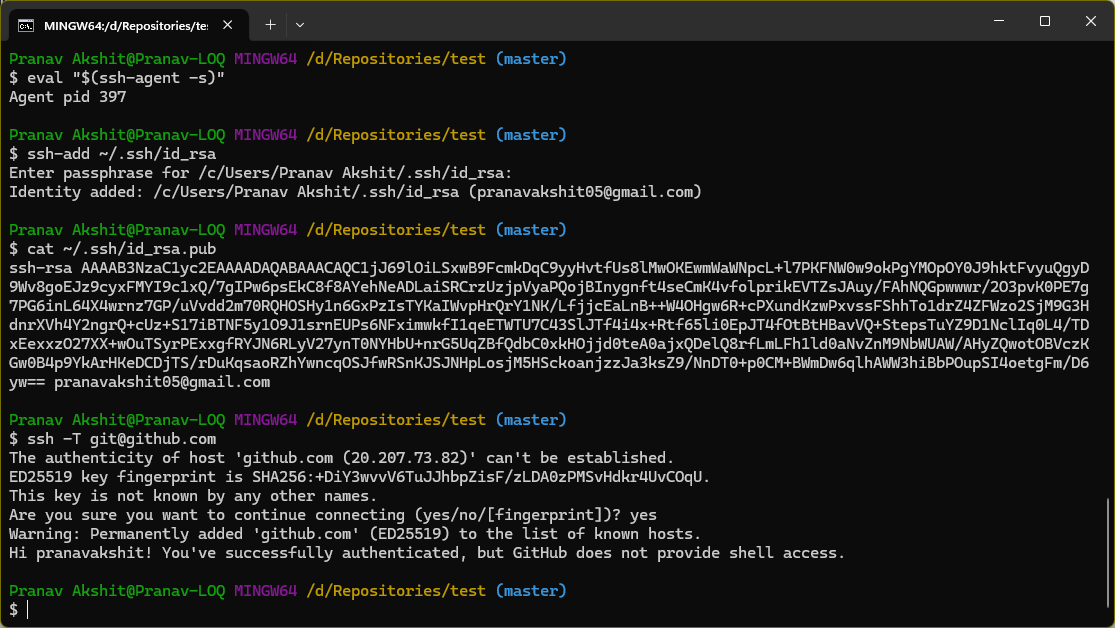 MINGW64:/d/Repositories/te
Pranav Akshit@Pranav-LOQ MINGW64 /d/Repositories/test (master)
$ eval "$(ssh-agent -s)"
Agent pid 397
Pranav Akshit@Pranav-LOQ MINGW64 /d/Repositories/test (master)
$ ssh-add ~/.ssh/id_rsa
Enter passphrase for /c/Users/Pranav Akshit/.ssh/id_rsa:
Identity added: /c/Users/Pranav Akshit/.ssh/id_rsa (pranavakshit05@gmail.com)
Pranav Akshit@Pranav-LOQ MINGW64 /d/Repositories/test (master)
$ cat ~/.ssh/id_rsa.pub
ssh-rsa AAAAB3NzaC1yc2EAAAADAQABAAACAQC1jJ69lOiLSxwB9FcmkDqC9yyHvtfUs8lMwOKEwmWaWNpcL+l7PKFNW0w9okPgYMOpOY0J9hktFvyuQgyD
9Wv8goEJz9cyxFMYI9c1xQ/7gIPw6psEkC8f8AYehNeADLaiSRCrzUzjpVyaPQojBInygnft4seCmK4vfolprikEVTZsJAuy/FAhNQGpwwwr/2O3pvK0PE7g
7PG6inL64X4wrnz7GP/uVvdd2m70RQHOSHy1n6GxPzIsTYKaIWvpHrQrY1NK/LfjjcEaLnB++W4OHgw6R+cPXundKzwPxvssFShhTo1drZ4ZFWzo2SjM9G3H
dnrXVh4Y2ngrQ+cUz+S17iBTNF5y1O9J1srnEUPs6NFximwkfI1qeETWTU7C43SlJTf4i4x+Rtf65li0EpJT4fOtBtHBavVQ+StepsTuYZ9D1NclIq0L4/TD
xEexxzO27XX+wOuTSyrPExxgfRYJN6RLyV27ynT0NYHbU+nrG5UqZBfQdbC0xkHOjjd0teA0ajxQDelQ8rfLmLFh1ld0aNvZnM9NbWUAW/AHyZQwotOBVczK
Gw0B4p9YkArHKeDCDjTS/rDuKqsaoRZhYwncqOSJfwRSnKJSJNHpLosjM5HSckoanjzzJa3ksZ9/NnDT0+p0CM+BWmDw6qlhAWW3hiBbPOupSI4oetgFm/D6
yw== pranavakshit05@gmail.com
Pranav Akshit@Pranav-LOQ MINGW64 /d/Repositories/test (master)
$ ssh -T git@github.com
The authenticity of host 'github.com (20.207.73.82)' can't be established.
ED25519 key fingerprint is SHA256:+DiY3wvvV6TuJJhbpZisF/zLDA0zPMSvHdkr4UvCOqU.
This key is not known by any other names.
Are you sure you want to continue connecting (yes/no/[fingerprint])? yes
Warning: Permanently added 'github.com' (ED25519) to the list of known hosts.
Hi pranavakshit! You've successfully authenticated, but GitHub does not provide shell access.
Pranav Akshit@Pranav-LOQ MINGW64 /d/Repositories/test (master)
$